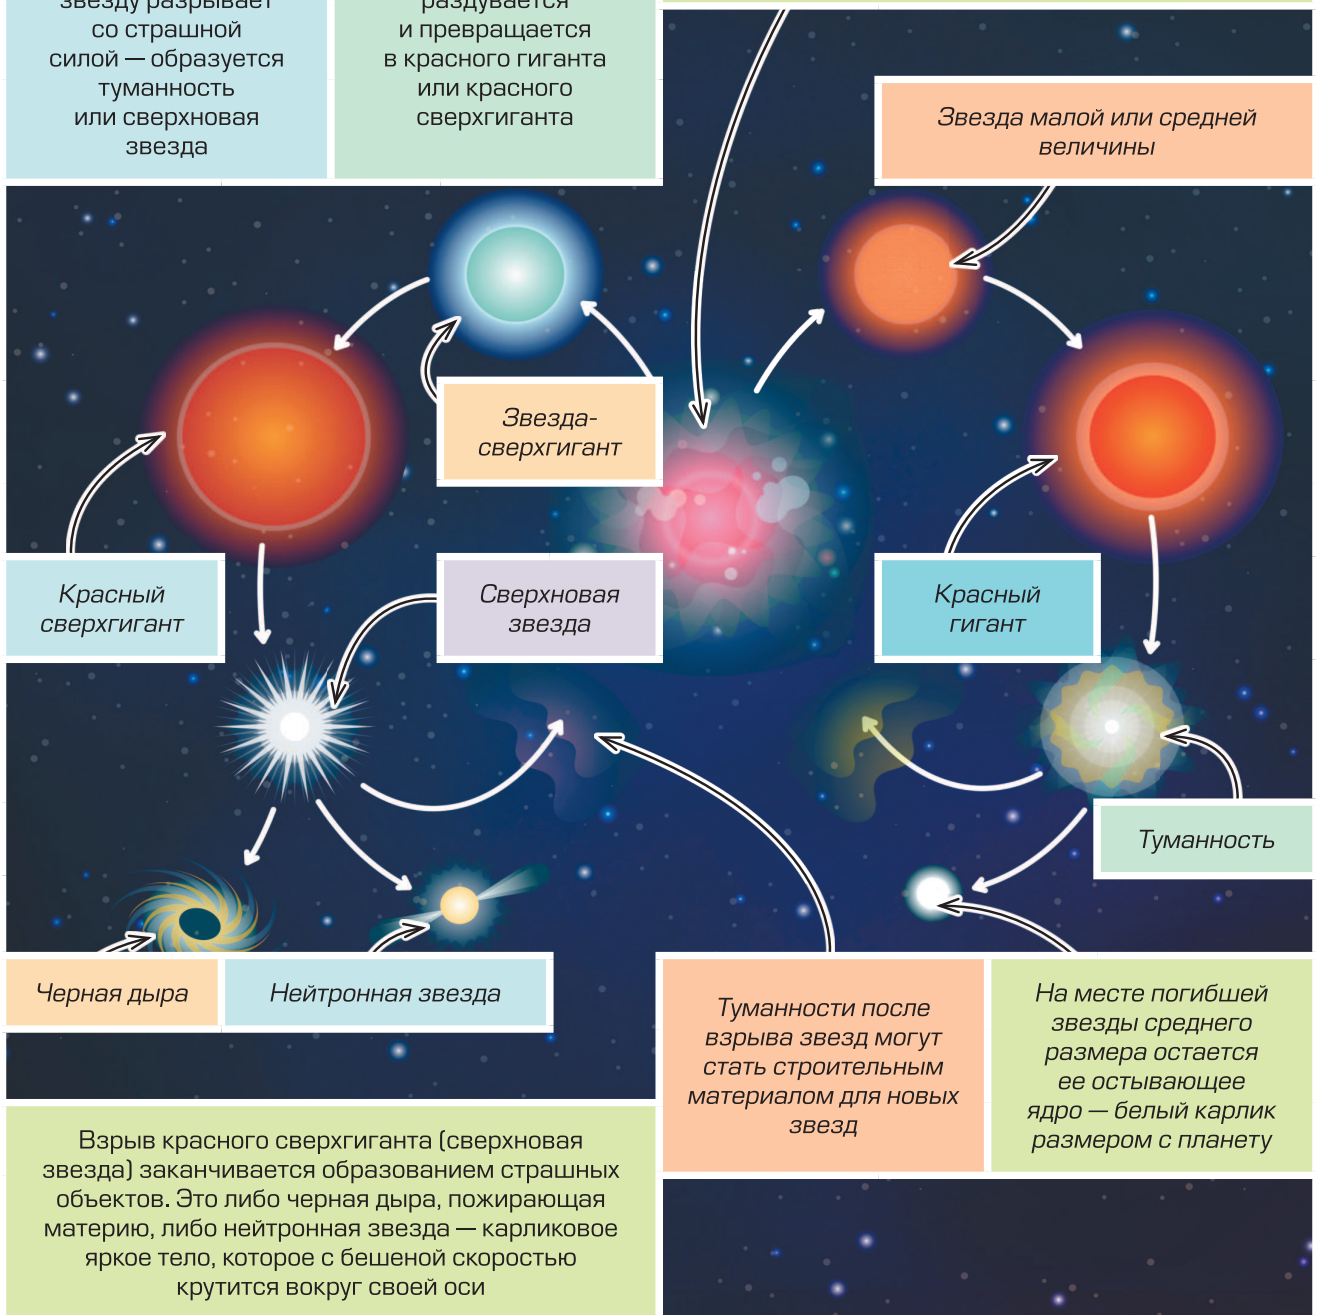 звезду разрывает
со страшной
силой — образуется
туманность
или сверхновая
звезда
раздувается
и превращается
в красного гиганта
или красного
сверхгиганта
Звезда малой или средней
величины
Звезда-
сверхгигант
Красный
сверхгигант
Сверхновая
звезда
Красный
гигант
Туманность
Черная дыра
Нейтронная звезда
Туманности после
взрыва звезд могут
стать строительным
материалом для новых
звезд
На месте погибшей
звезды среднего
размера остается
ее остывающее
ядро — белый карлик
размером с планету
Взрыв красного сверхгиганта (сверхновая
звезда) заканчивается образованием страшных
объектов. Это либо черная дыра, пожирающая
материю, либо нейтронная звезда — карликовое
яркое тело, которое с бешеной скоростью
крутится вокруг своей оси